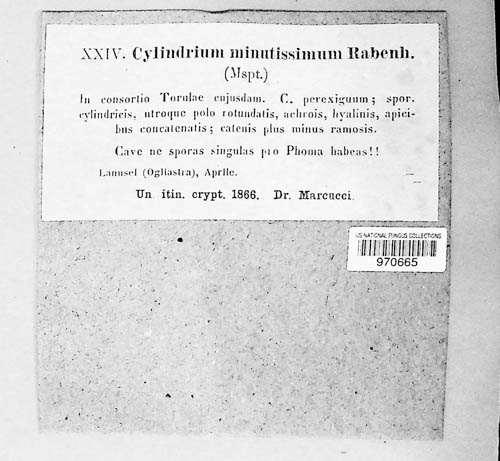 XXIV. Cylindrium minutissimum Rabenh.
(Mspt.)
In consortio Torulae cujusdam. C. perexiguum; spor.
cylindricis, utroque polo rotundatis, achrois, hyalinis, apici-
bus concatenatis; catenis plus minus ramosis.
Cave ne sporas singulas pro Phoma habeas!!
Lanusei (Ogliastra), Aprile.
Un itin. crypt. 1866. Dr. Marcucci.
US NATIONAL FUNGUS COLLECTIONS
970665